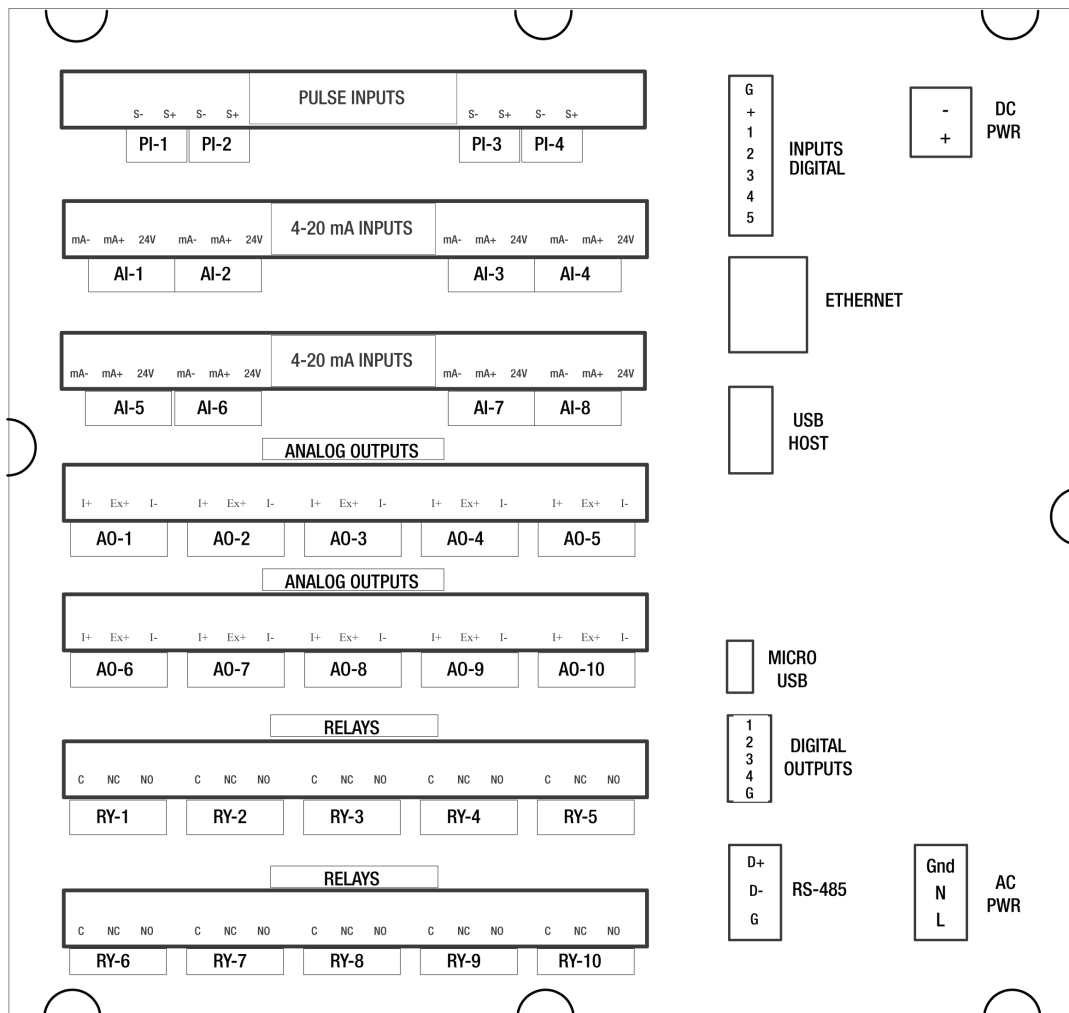 PULSE INPUTS
S- S+ S- S+ S- S+ S- S+
PI-1 PI-2 PI-3 PI-4
4-20 mA INPUTS
mA- mA+ 24V mA- mA+ 24V mA- mA+ 24V mA- mA+ 24V
AI-1 AI-2 AI-3 AI-4
4-20 mA INPUTS
mA- mA+ 24V mA- mA+ 24V mA- mA+ 24V mA- mA+ 24V
AI-5 AI-6 AI-7 AI-8
ANALOG OUTPUTS
I+ Ex+ I- I+ Ex+ I- I+ Ex+ I- I+ Ex+ I- I+ Ex+ I-
AO-1 AO-2 AO-3 AO-4 AO-5
ANALOG OUTPUTS
I+ Ex+ I- I+ Ex+ I- I+ Ex+ I- I+ Ex+ I- I+ Ex+ I-
AO-6 AO-7 AO-8 AO-9 AO-10
RELAYS
C NC NO C NC NO C NC NO C NC NO C NC NO
RY-1 RY-2 RY-3 RY-4 RY-5
RELAYS
C NC NO C NC NO C NC NO C NC NO C NC NO
RY-6 RY-7 RY-8 RY-9 RY-10
G
+
1
2
3
4
5
INPUTS
DIGITAL
-
+
DC
PWR
ETHERNET
USB
HOST
MICRO
USB
1
2
3
4
G
DIGITAL
OUTPUTS
D+
D-
G
RS-485
Gnd
N
L
AC
PWR